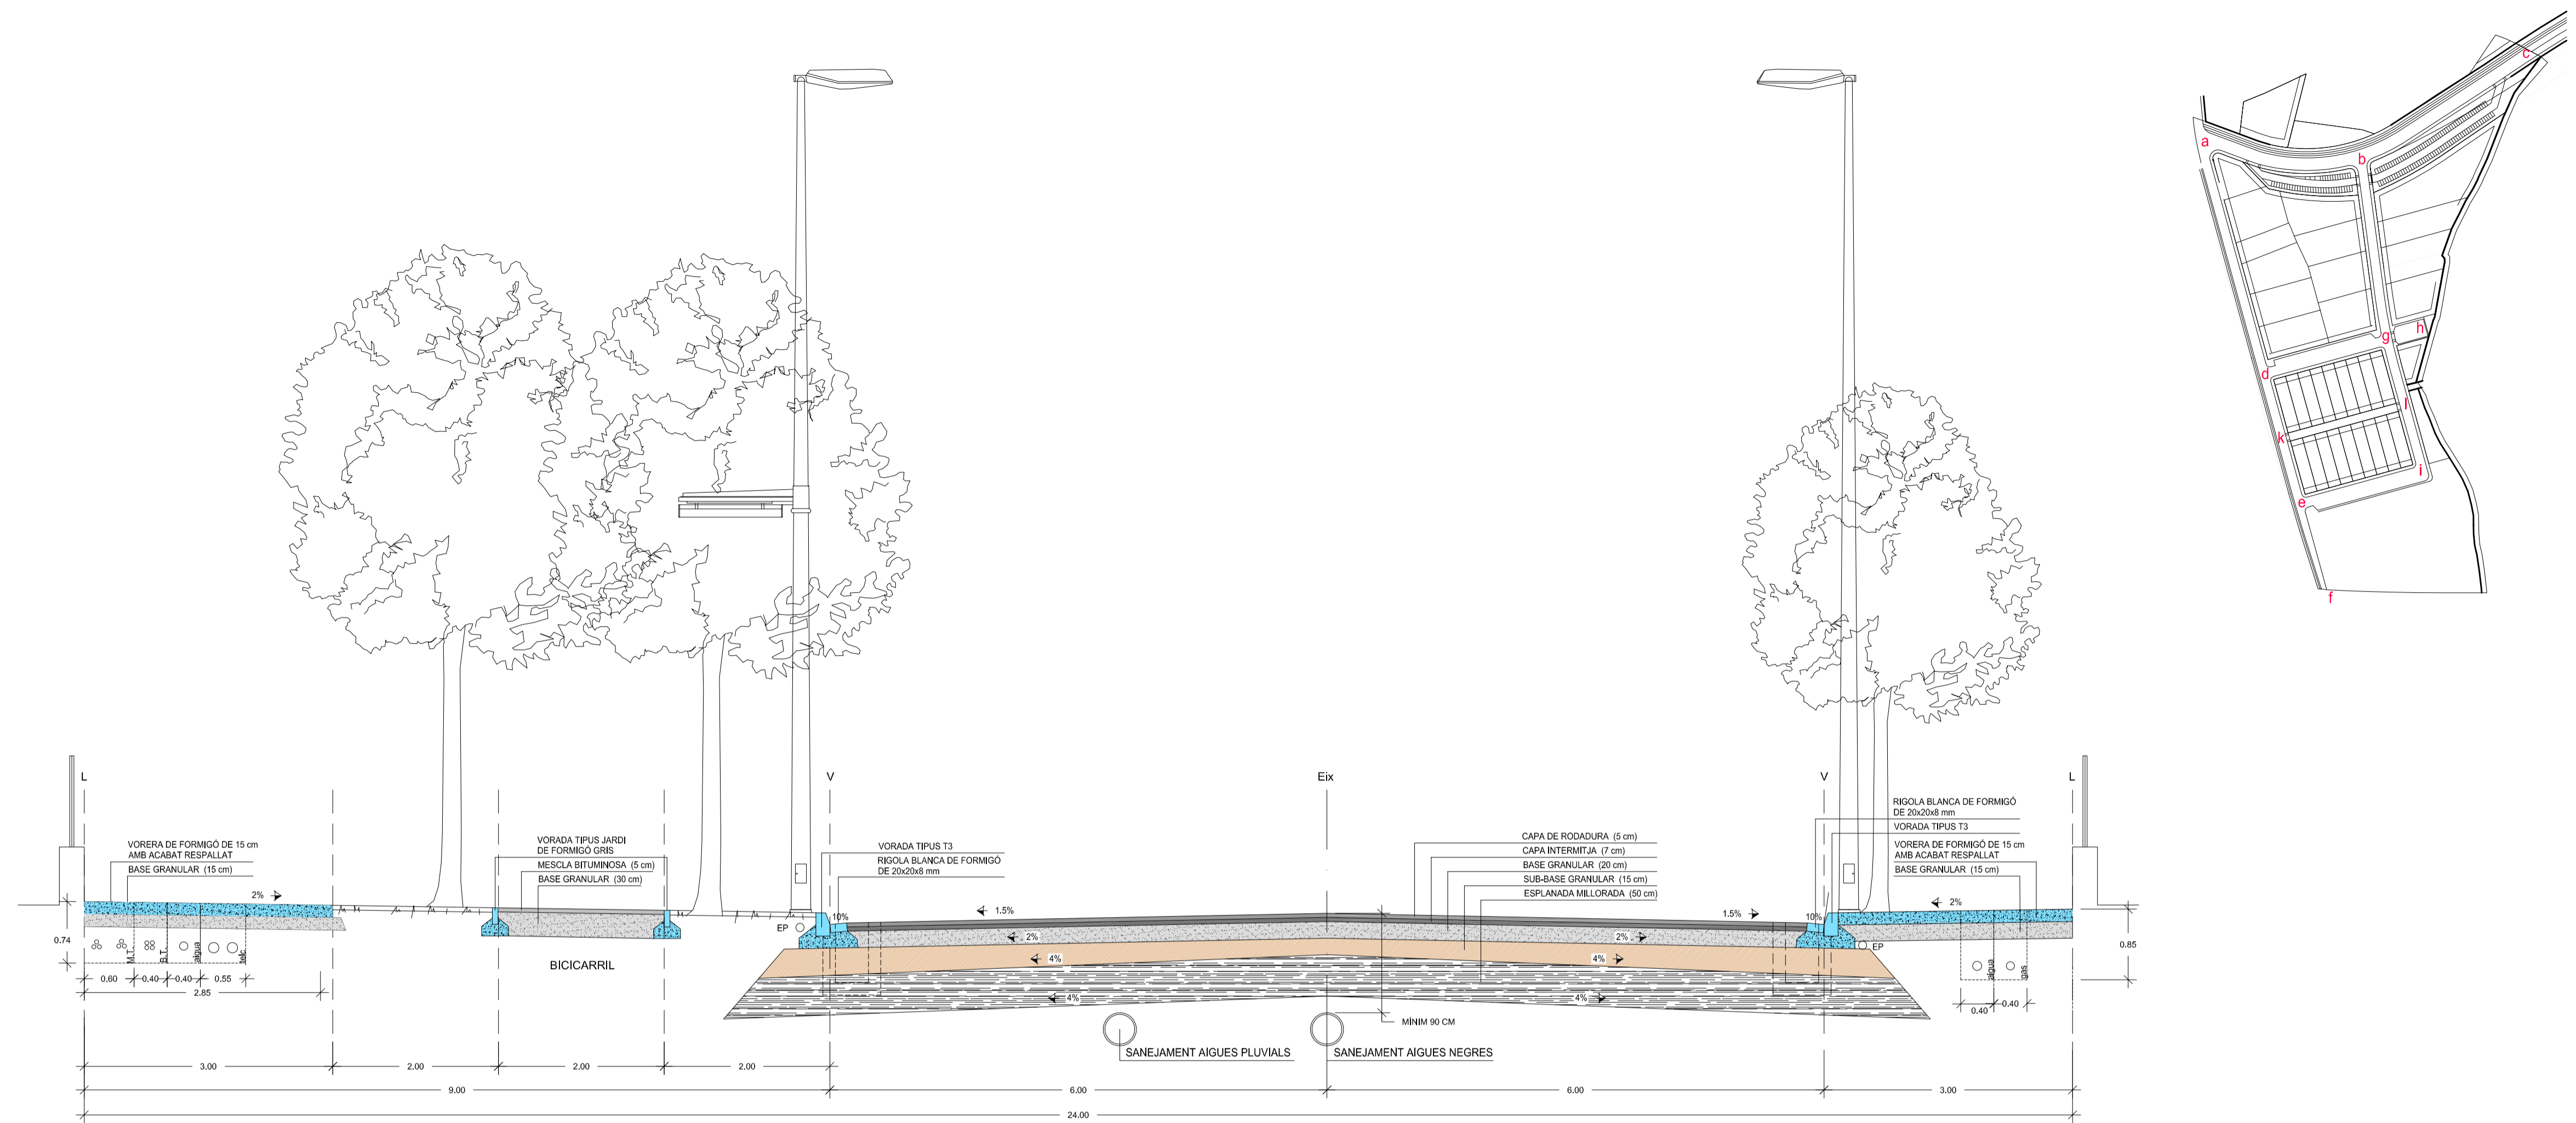 c
a
b
h
g
d
l
k
i
e
f
L
V
Eix
V
L
VORERA DE FORMIGÓ DE 15 cm
AMB ACABAT RESPALLAT
BASE GRANULAR (15 cm)
2%
VORADA TIPUS JARDI
DE FORMIGÓ GRIS
MESCLA BITUMINOSA (5 cm)
BASE GRANULAR (30 cm)
VORADA TIPUS T3
RIGOLA BLANCA DE FORMIGÓ
DE 20x20x8 mm
CAPA DE RODADURA (5 cm)
CAPA INTERMITJA (7 cm)
BASE GRANULAR (20 cm)
SUB-BASE GRANULAR (15 cm)
ESPLANADA MILLORADA (50 cm)
RIGOLA BLANCA DE FORMIGÓ
DE 20x20x8 mm
VORADA TIPUS T3
VORERA DE FORMIGÓ DE 15 cm
AMB ACABAT RESPALLAT
BASE GRANULAR (15 cm)
2%
10%
1.5%
1.5%
10%
EP
2%
2%
EP
4%
4%
4%
4%
0.74
M.T.
B.T.
aigua
telc.
0.60
0.40
0.40
0.55
2.85
BICICARRIL
aigua
gas
0.85
0.40
0.40
MÍNIM 90 CM
SANEJAMENT AIGUES PLUVIALS
SANEJAMENT AIGUES NEGRES
3.00
2.00
2.00
2.00
9.00
6.00
6.00
3.00
24.00